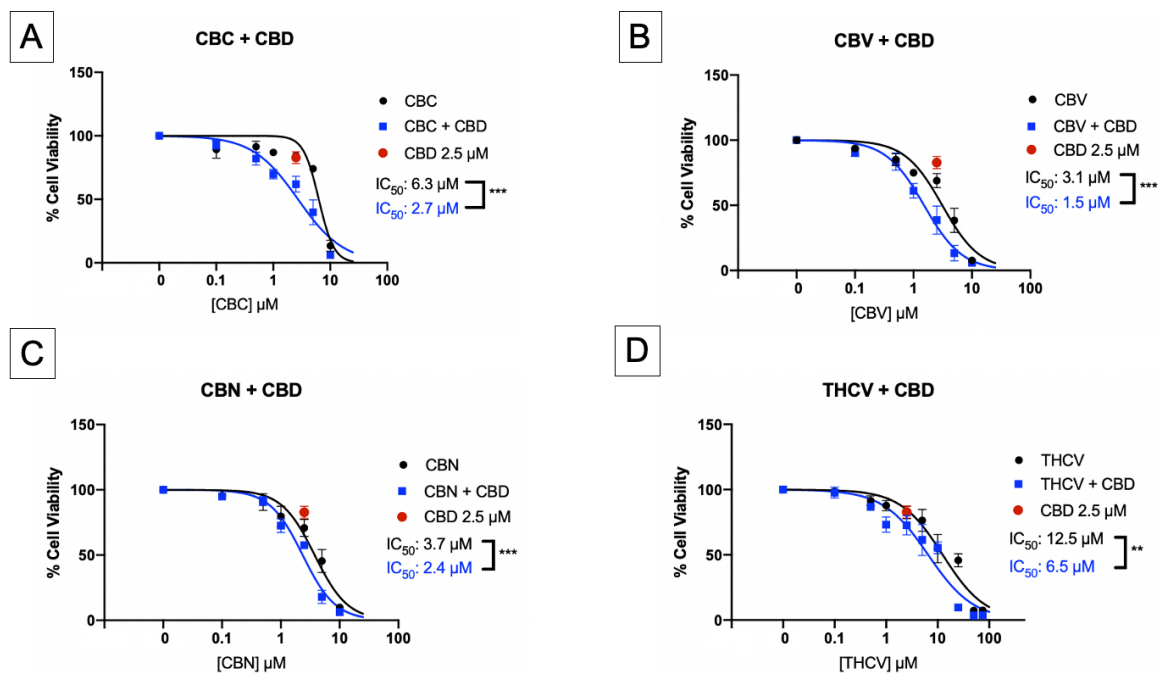 A
CBC + CBD
% Cell Viability
150
100
50
0
0
0.1
1
10
100
[CBC] µM
CBC
CBC + CBD
CBD 2.5 µM
IC50: 6.3 µM
***
IC50: 2.7 µM
B
CBV + CBD
% Cell Viability
150
100
50
0
0
0.1
1
10
100
[CBV] µM
CBV
CBV + CBD
CBD 2.5 µM
IC50: 3.1 µM
***
IC50: 1.5 µM
C
CBN + CBD
% Cell Viability
150
100
50
0
0
0.1
1
10
100
[CBN] µM
CBN
CBN + CBD
CBD 2.5 µM
IC50: 3.7 µM
***
IC50: 2.4 µM
D
THCV + CBD
% Cell Viability
150
100
50
0
0
0.1
1
10
100
[THCV] µM
THCV
THCV + CBD
CBD 2.5 µM
IC50: 12.5 µM
**
IC50: 6.5 µM